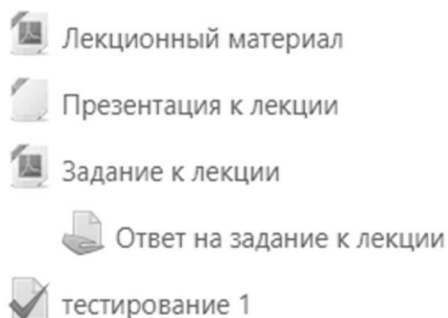 Лекционный материал
Презентация к лекции
Задание к лекции
Ответ на задание к лекции
тестирование 1